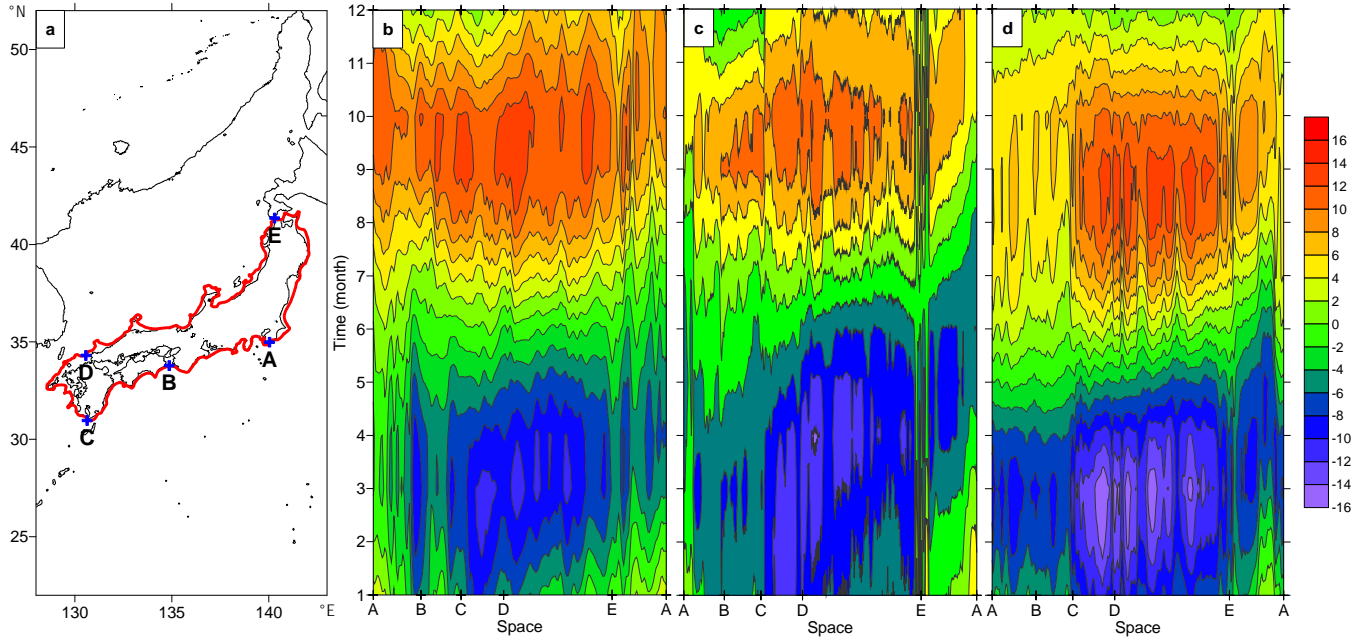 °N
a
50
45
40
35
30
25
130
135
140
°E
E
D
A
B
C
b
12
11
10
9
8
7
6
5
4
3
2
1
Time (month)
A
B
C
D
E
A
Space
c
A
B
C
D
E
A
Space
d
A
B
C
D
E
A
Space
16
14
12
10
8
6
4
2
0
-2
-4
-6
-8
-10
-12
-14
-16